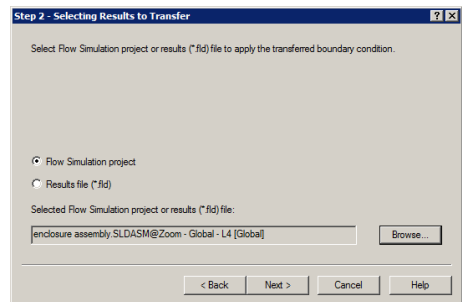 Step 2 - Selecting Results to Transfer
Select Flow Simulation project or results (*fld) file to apply the transferred boundary condition.
Flow Simulation project
Results file (*.fld)
Selected Flow Simulation project or results (*.fld) file:
enclosure assembly.SLDASM@Zoom - Global - L4 [Global]
Browse...
< Back
Next >
Cancel
Help